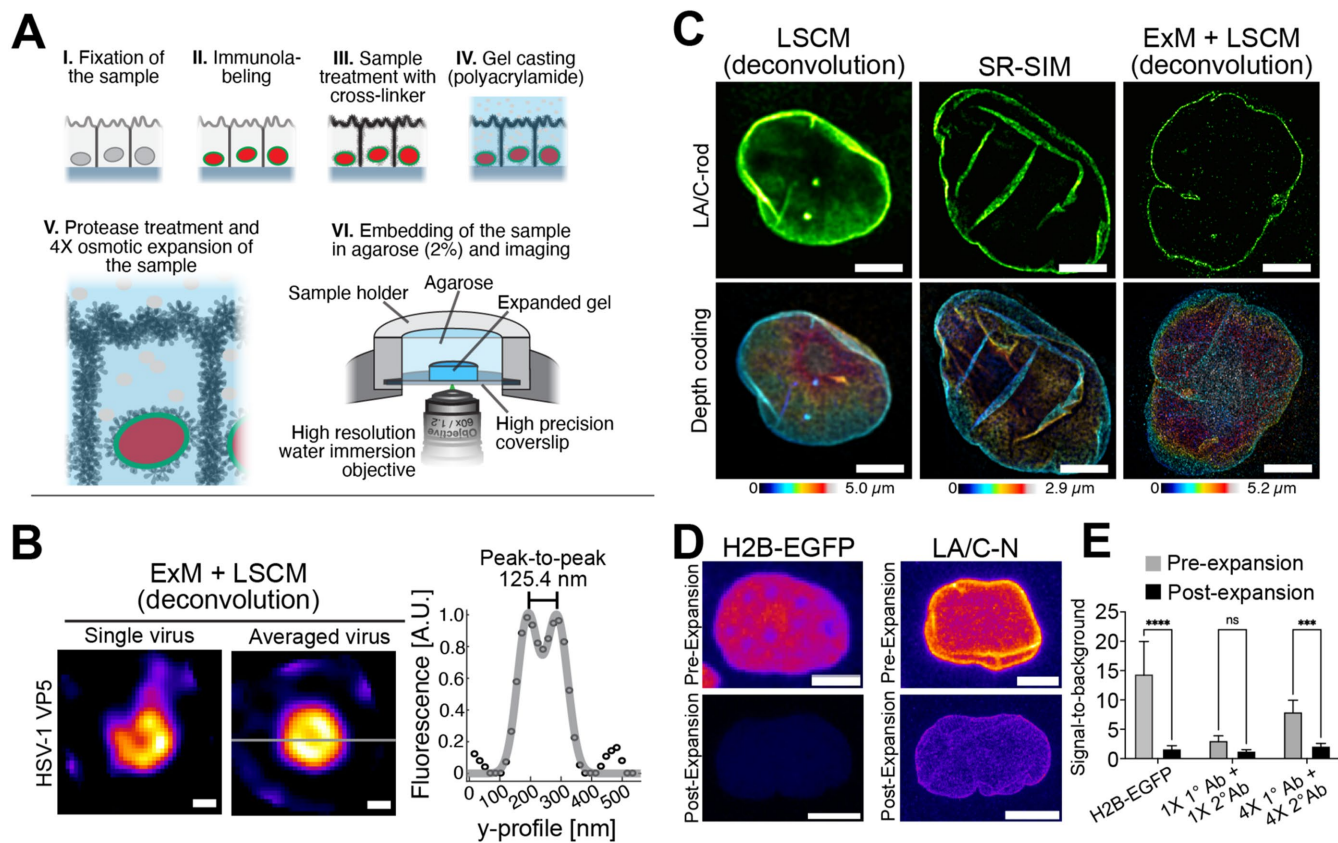 A
I. Fixation of
the sample
II. Immunola-
beling
III. Sample
treatment with
cross-linker
IV. Gel casting
(polyacrylamide)
V. Protease treatment and
4X osmotic expansion of
the sample
VI. Embedding of the sample
in agarose (2%) and imaging
Sample holder
Agarose
Expanded gel
Objective
60x / 1.2
High resolution
water immersion
objective
High precision
coverslip
B
ExM + LSCM
(deconvolution)
Single virus
Averaged virus
HSV-1 VP5
Peak-to-peak
125.4 nm
Fluorescence [A.U.]
1.0
0.8
0.6
0.4
0.2
0
0
100
200
300
400
500
y-profile [nm]
C
LSCM
(deconvolution)
SR-SIM
ExM + LSCM
(deconvolution)
LA/C-rod
Depth coding
0 5.0 µm
0 2.9 µm
0 5.2 µm
D
H2B-EGFP
LA/C-N
Pre-Expansion
Pre-Expansion
Post-Expansion
Post-Expansion
E
Pre-expansion
Post-expansion
Signal-to-background
25
20
15
10
5
0
****
ns
***
H2B-EGFP
1X 1° Ab +
1X 2°Ab
4X 1° Ab +
4X 2°Ab